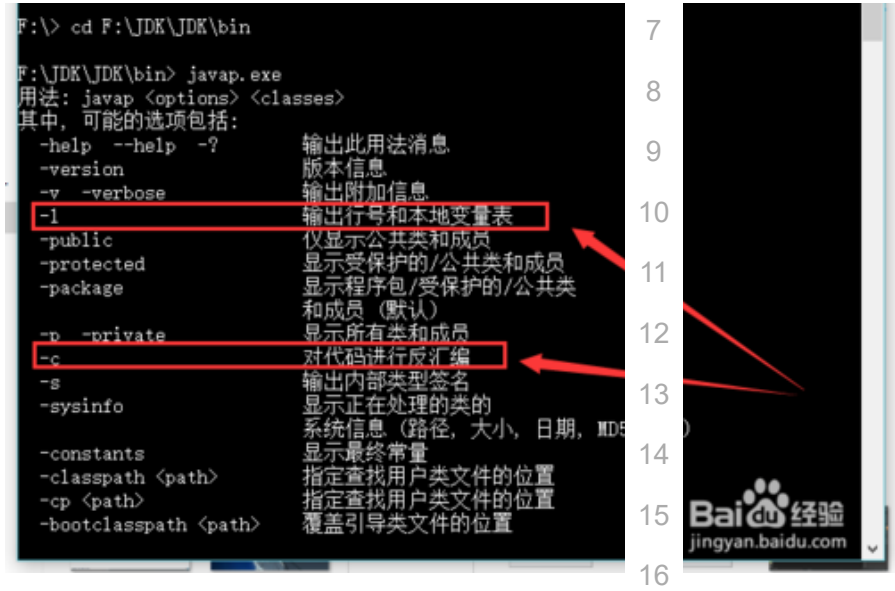 F:\> cd F:\JDK\JDK\bin
F:\JDK\JDK\bin> javap.exe
用法: javap <options> <classes>
其中, 可能的选项包括:
-help --help -? 输出此用法消息
-version 版本信息
-v -verbose 输出附加信息
-l 输出行号和本地变量表
-public 仅显示公共类和成员
-protected 显示受保护的/公共类和成员
-package 显示程序包/受保护的/公共类
和成员 (默认)
-p -private 显示所有类和成员
-c 对代码进行反汇编
-s 输出内部类型签名
-sysinfo 显示正在处理的类的
系统信息 (路径, 大小, 日期, MD5 )
-constants 显示最终常量
-classpath <path> 指定查找用户类文件的位置
-cp <path> 指定查找用户类文件的位置
-bootclasspath <path> 覆盖引导类文件的位置
7
8
9
10
11
12
13
14
15
16
Baidu 经验
jingyan.baidu.com